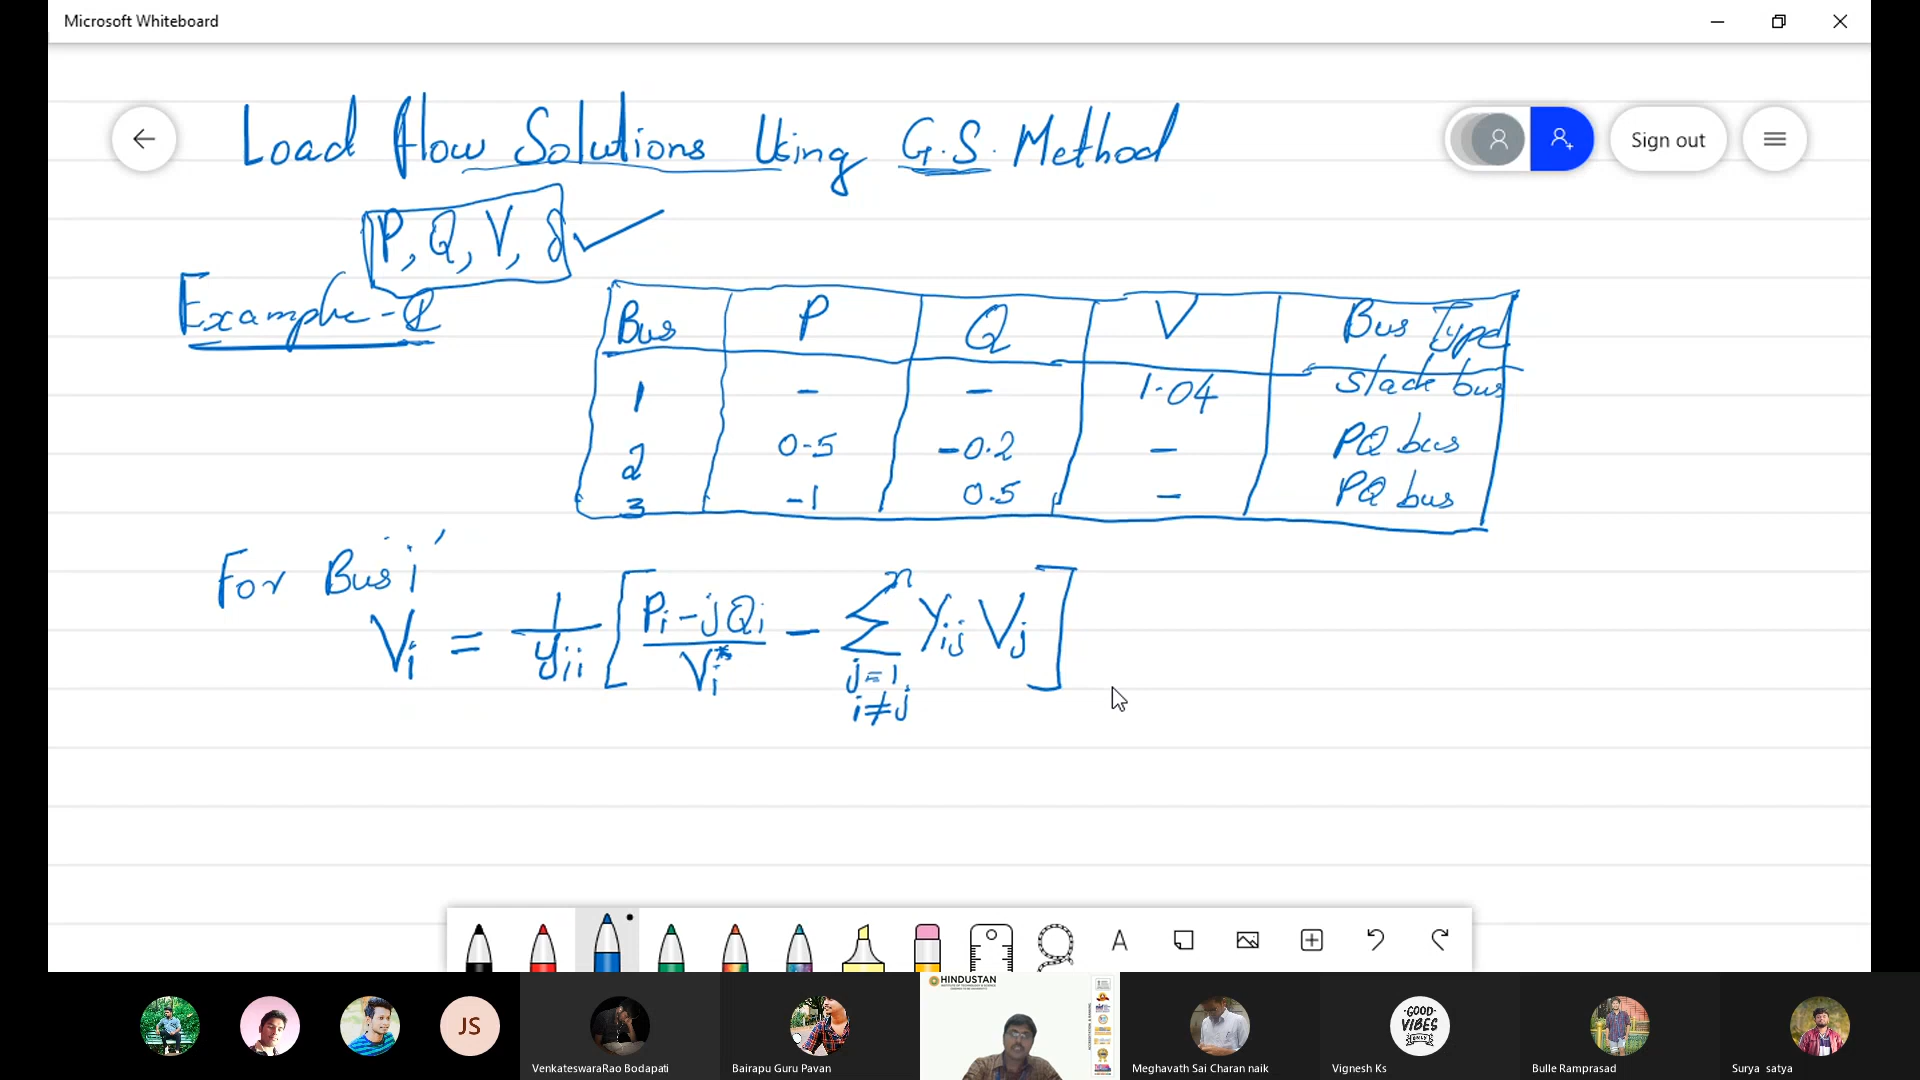 Microsoft Whiteboard
Load flow Solutions Using G.S. Method
Sign out
P, Q, V, δ ✓
Example-1
Bus P Q V Bus Type
1 - - 1.04 Slack bus
2 0.5 -0.2 - PQ bus
3 -1 0.5 - PQ bus
For Bus 'i'
Vi = 1/Yii [ (Pi - jQi)/Vi* - Σ (j=1, i≠j)^n Yij Vj ]
A
HINDUSTAN
JS
GOOD
VIBES
ONLY
VenkateswaraRao Bodapati
Bairapu Guru Pavan
Meghavath Sai Charan naik
Vignesh Ks
Bulle Ramprasad
Surya satya